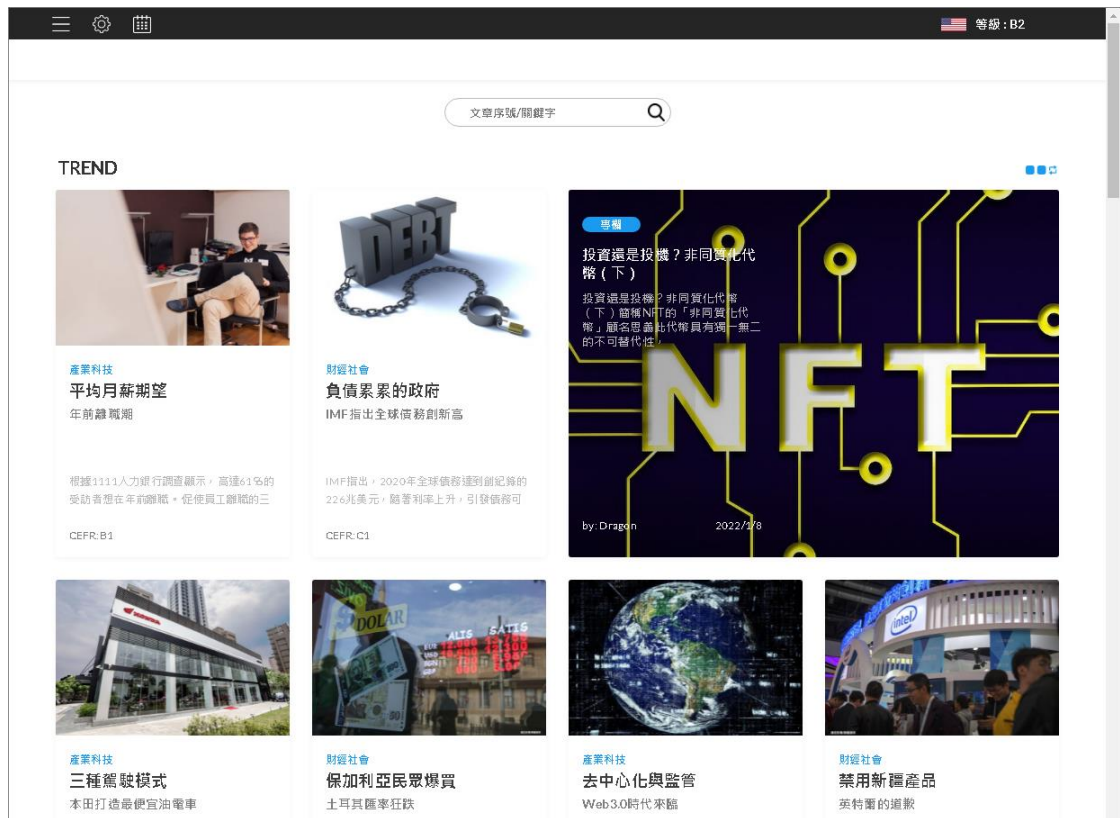 等級 : B2
文章序號/關鍵字
TREND
DEBT
產業科技
平均月薪期望
年前離職潮
根據1111人力銀行調查顯示，高達61%的
受訪者想在年前離職。促使員工離職的三
CEFR: B1
財經社會
負債累累的政府
IMF指出全球債務創新高
IMF指出，2020年全球債務達到創紀錄的
226兆美元，隨著利率上升，引發債務可
CEFR: C1
專欄
投資還是投機？非同質化代
幣（下）
投資還是投機？非同質化代幣
（下）簡稱NFT的「非同質化代
幣」顧名思義此代幣具有獨一無二
的不可替代性，
NFT
by: Dragon
2022/1/8
HONDA
產業科技
三種駕駛模式
本田打造最便宜油電車
DOLAR
ALIS SATIS
財經社會
保加利亞民眾爆買
土耳其匯率狂跌
產業科技
去中心化與監管
Web3.0時代來臨
intel
財經社會
禁用新疆產品
英特爾的道歉